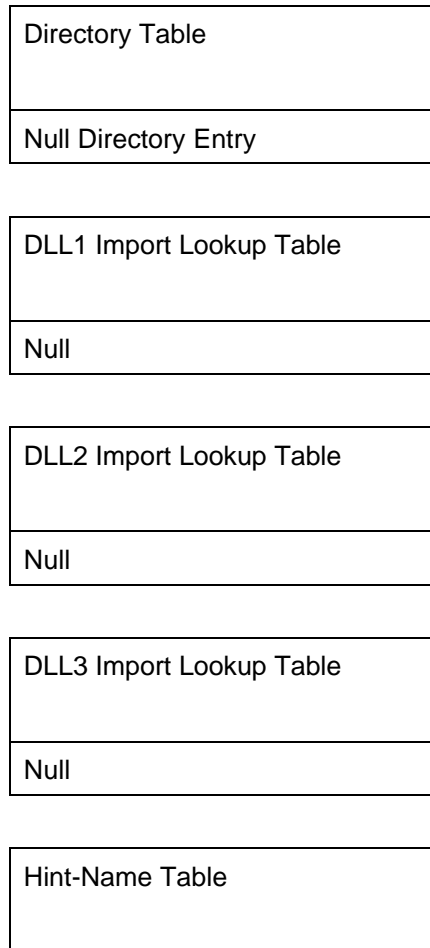 Directory Table
Null Directory Entry
DLL1 Import Lookup Table
Null
DLL2 Import Lookup Table
Null
DLL3 Import Lookup Table
Null
Hint-Name Table